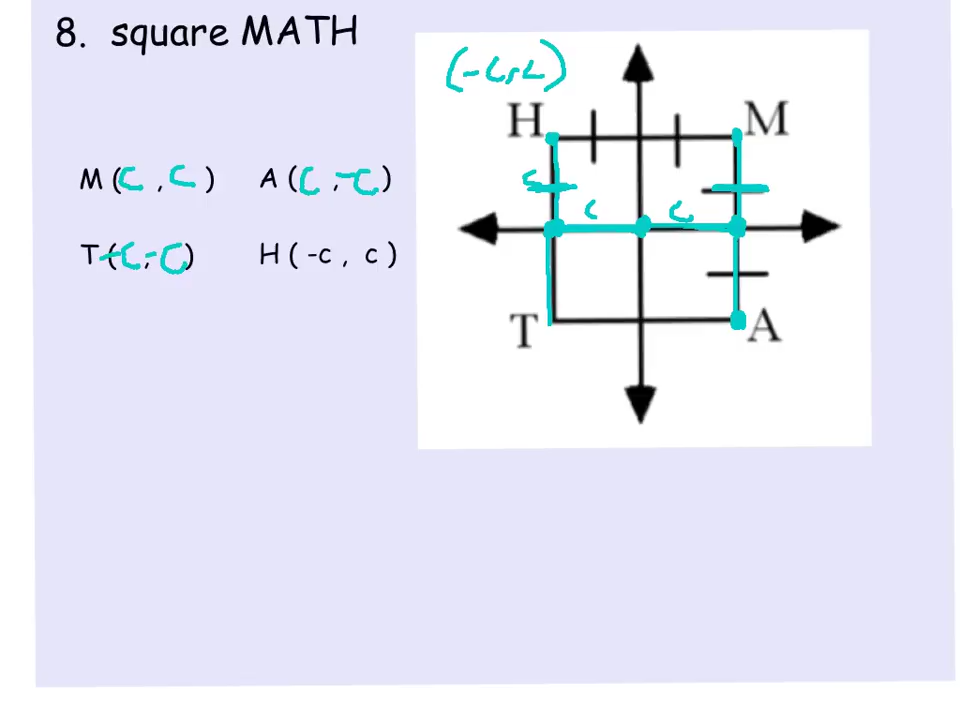 8. square MATH
(-c,c)
H
M
M (c , c )
A (c , -c )
c
c
c
T(-c,-c)
H ( -c , c )
T
A